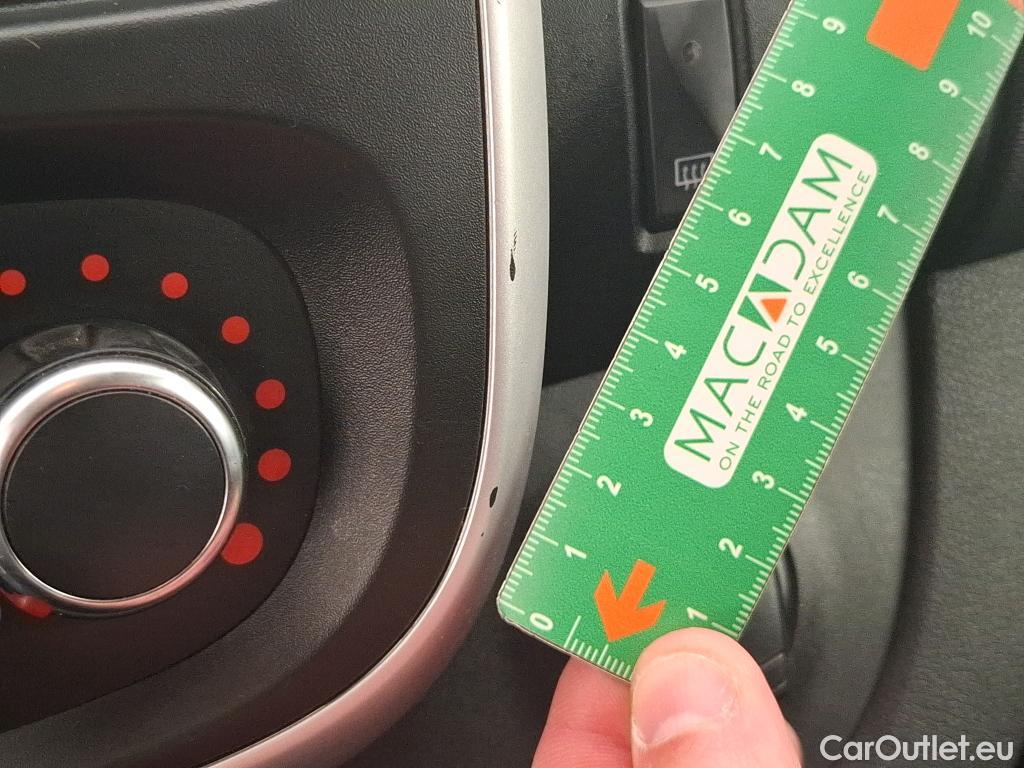 MACADAM
ON THE ROAD TO EXCELLENCE
0 1 2 3 4 5 6 7 8 9
1 2 3 4 5 6 7 8 9 10
CarOutlet.eu